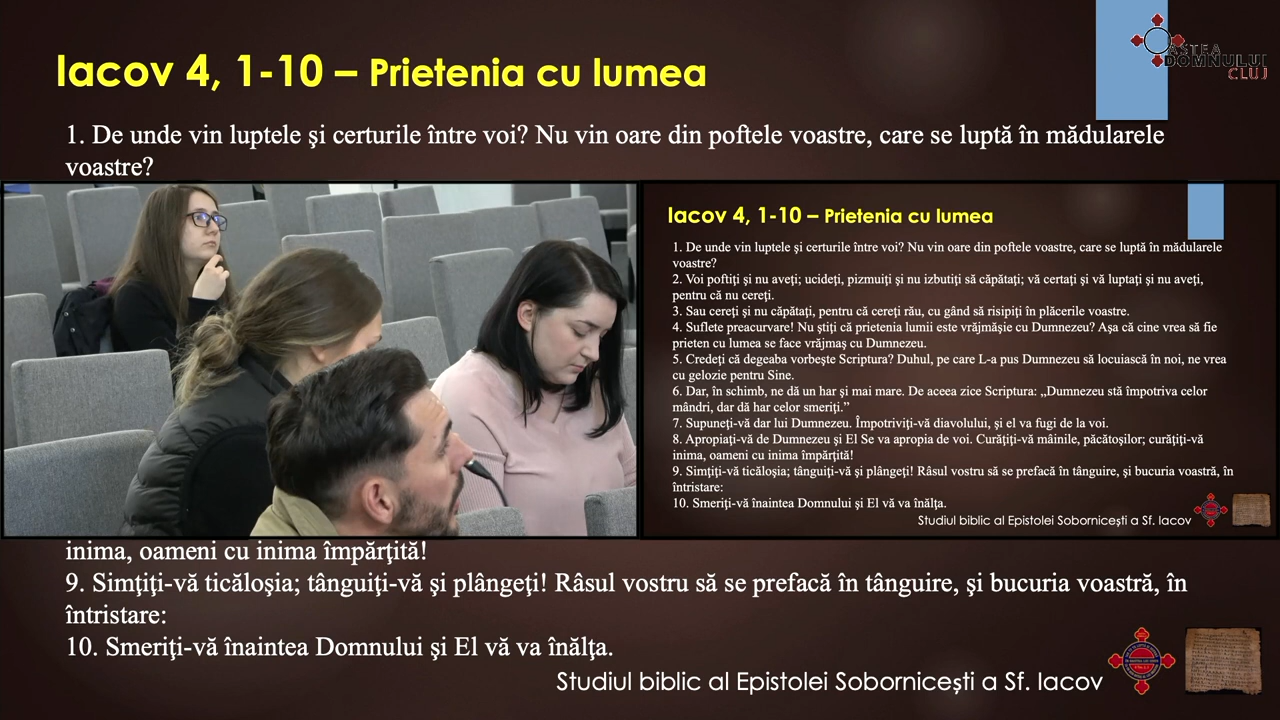 Iacov 4, 1-10 – Prietenia cu lumea
OASTEA
DOMNULUI
CLUJ
1. De unde vin luptele şi certurile între voi? Nu vin oare din poftele voastre, care se luptă în mădularele
voastre?
Iacov 4, 1-10 – Prietenia cu lumea
1. De unde vin luptele şi certurile între voi? Nu vin oare din poftele voastre, care se luptă în mădularele
voastre?
2. Voi poftiţi şi nu aveţi; ucideţi, pizmuiţi şi nu izbutiţi să căpătaţi; vă certaţi şi vă luptaţi şi nu aveţi,
pentru că nu cereţi.
3. Sau cereţi şi nu căpătaţi, pentru că cereţi rău, cu gând să risipiţi în plăcerile voastre.
4. Suflete preacurvare! Nu ştiţi că prietenia lumii este vrăjmăşie cu Dumnezeu? Aşa că cine vrea să fie
prieten cu lumea se face vrăjmaş cu Dumnezeu.
5. Credeţi că degeaba vorbeşte Scriptura? Duhul, pe care L-a pus Dumnezeu să locuiască în noi, ne vrea
cu gelozie pentru Sine.
6. Dar, în schimb, ne dă un har şi mai mare. De aceea zice Scriptura: „Dumnezeu stă împotriva celor
mândri, dar dă har celor smeriţi.”
7. Supuneţi-vă dar lui Dumnezeu. Împotriviţi-vă diavolului, şi el va fugi de la voi.
8. Apropiaţi-vă de Dumnezeu şi El Se va apropia de voi. Curăţiţi-vă mâinile, păcătoşilor; curăţiţi-vă
inima, oameni cu inima împărţită!
9. Simţiţi-vă ticăloşia; tânguiţi-vă şi plângeţi! Râsul vostru să se prefacă în tânguire, şi bucuria voastră, în
întristare:
10. Smeriţi-vă înaintea Domnului şi El vă va înălţa.
Studiul biblic al Epistolei Sobornicești a Sf. Iacov
inima, oameni cu inima împărţită!
9. Simţiţi-vă ticăloşia; tânguiţi-vă şi plângeţi! Râsul vostru să se prefacă în tânguire, şi bucuria voastră, în
întristare:
10. Smeriţi-vă înaintea Domnului şi El vă va înălţa.
Studiul biblic al Epistolei Sobornicești a Sf. Iacov